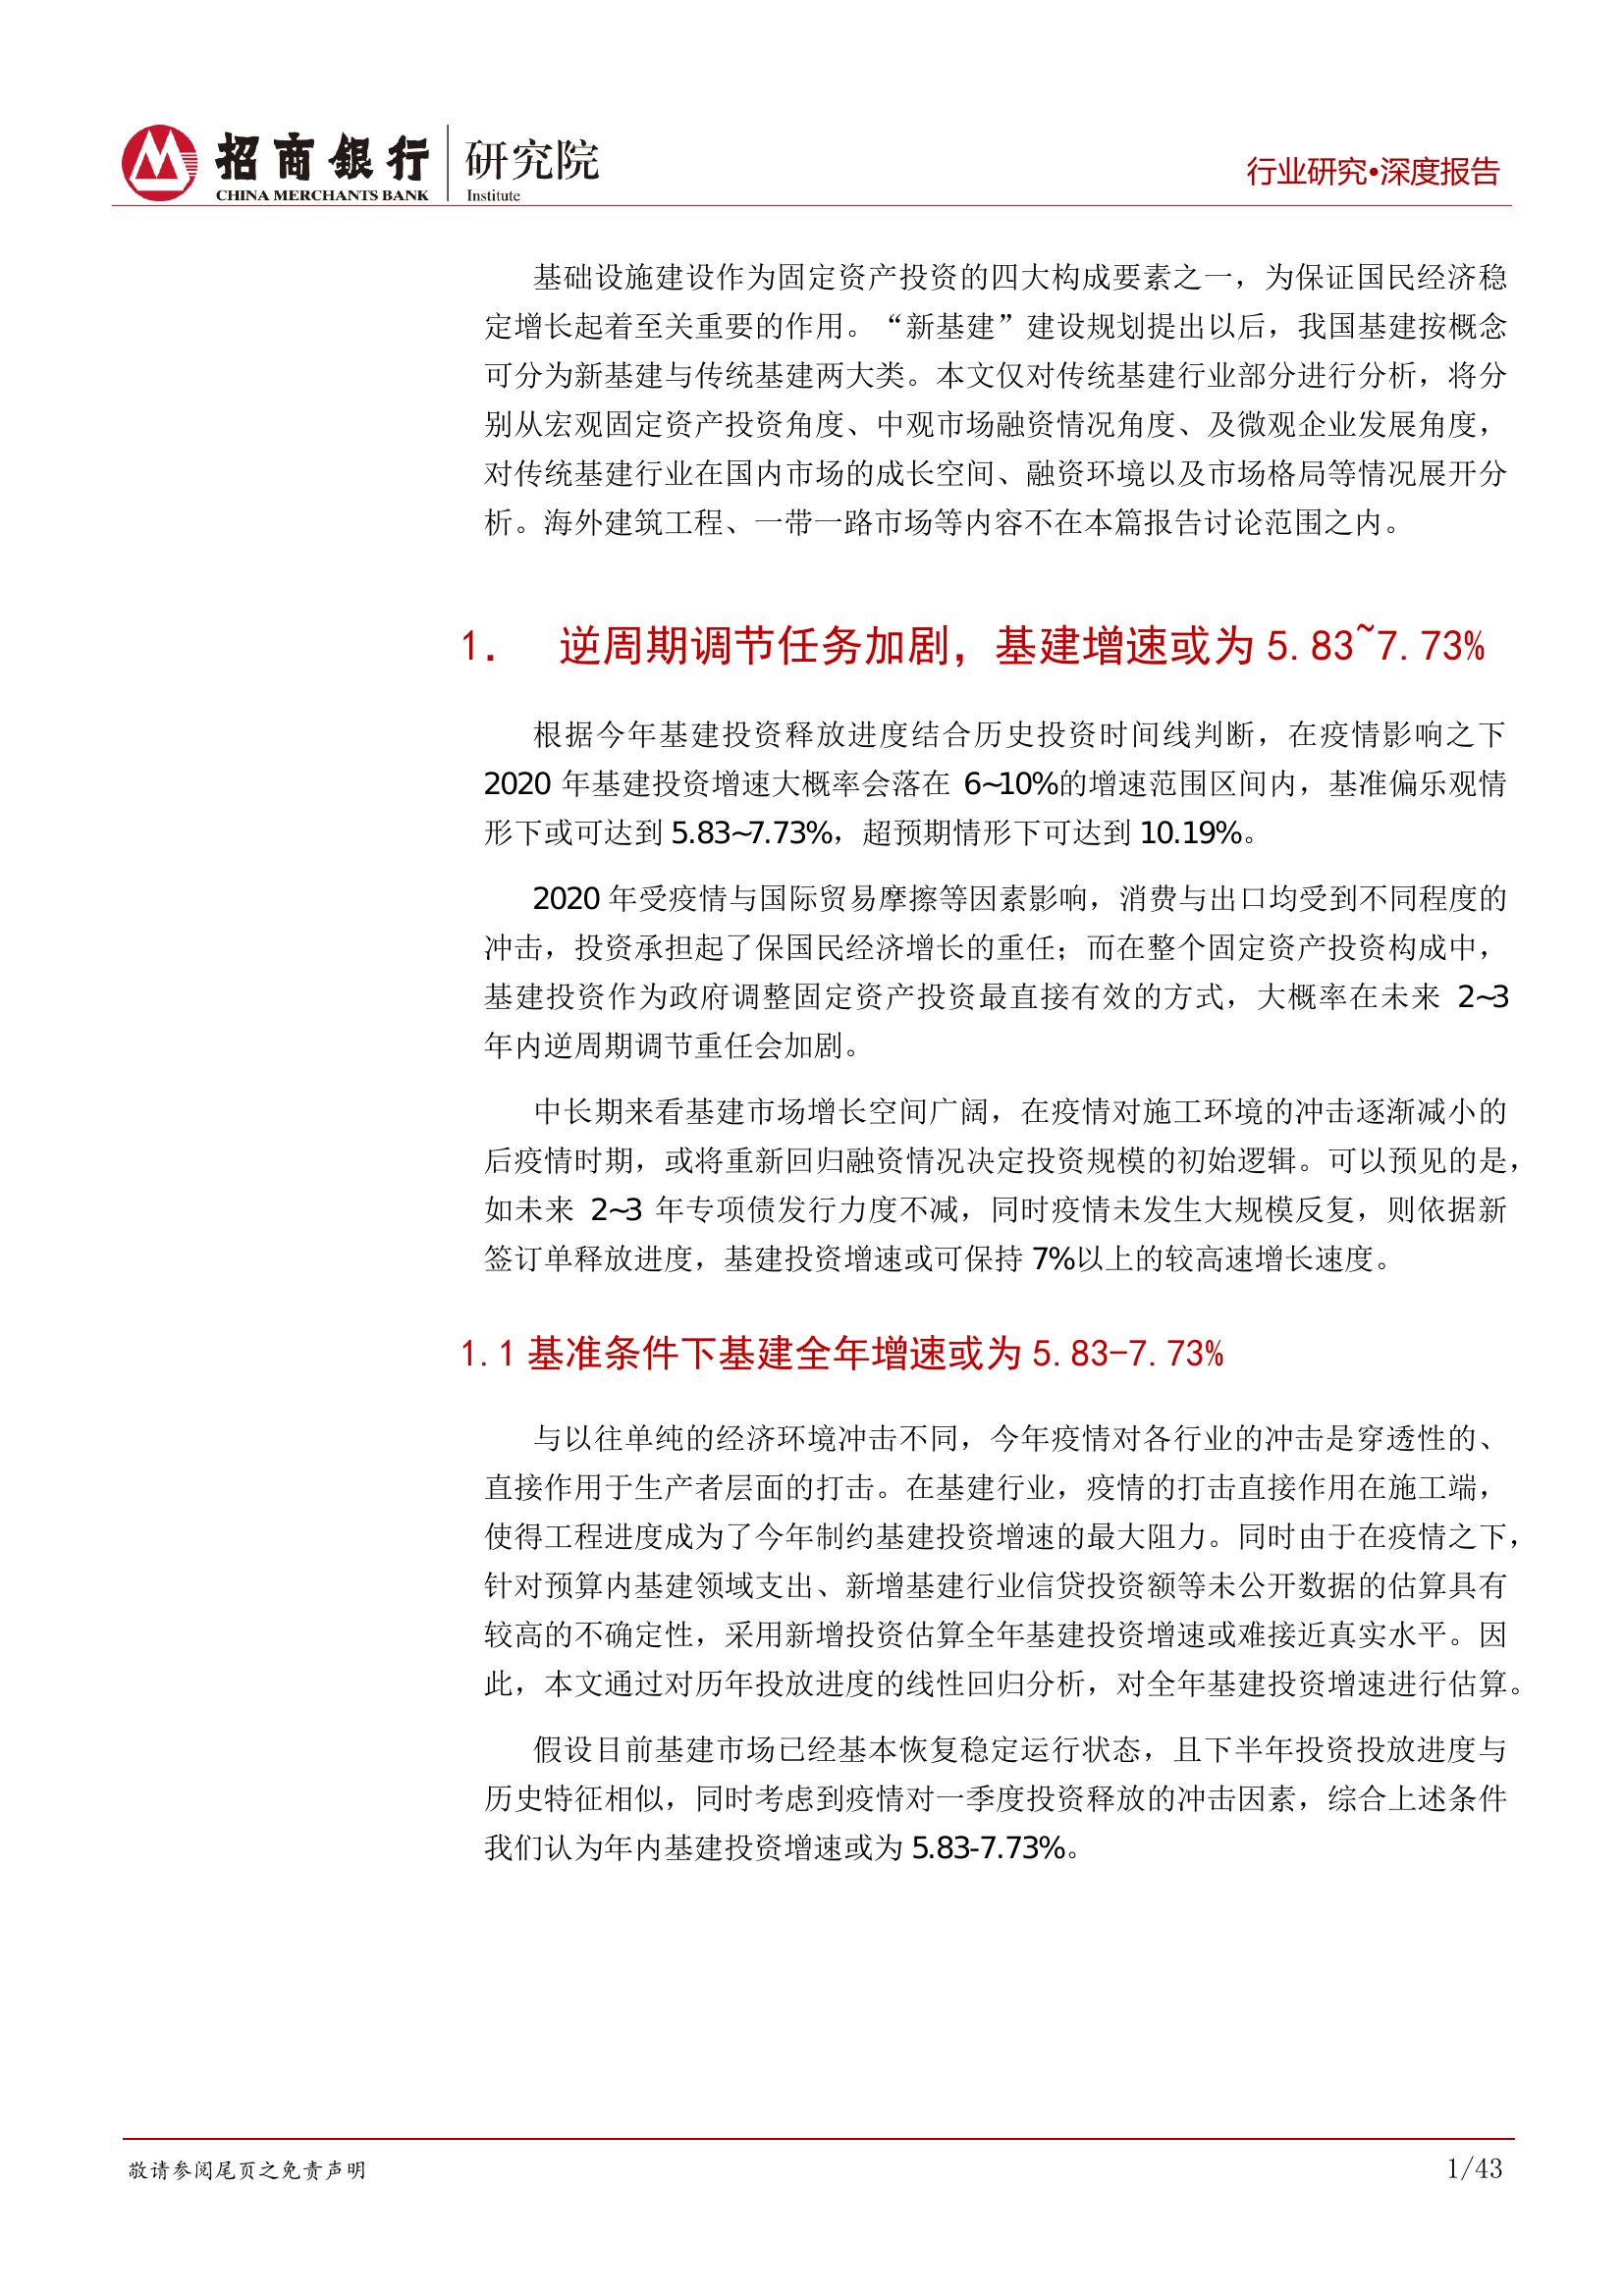 招商银行 研究院
CHINA MERCHANTS BANK Institute
行业研究•深度报告
基础设施建设作为固定资产投资的四大构成要素之一，为保证国民经济稳
定增长起着至关重要的作用。“新基建”建设规划提出以后，我国基建按概念
可分为新基建与传统基建两大类。本文仅对传统基建行业部分进行分析，将分
别从宏观固定资产投资角度、中观市场融资情况角度、及微观企业发展角度，
对传统基建行业在国内市场的成长空间、融资环境以及市场格局等情况展开分
析。海外建筑工程、一带一路市场等内容不在本篇报告讨论范围之内。
1. 逆周期调节任务加剧，基建增速或为 5.83~7.73%
根据今年基建投资释放进度结合历史投资时间线判断，在疫情影响之下
2020 年基建投资增速大概率会落在 6~10%的增速范围区间内，基准偏乐观情
形下或可达到 5.83~7.73%，超预期情形下可达到 10.19%。
2020 年受疫情与国际贸易摩擦等因素影响，消费与出口均受到不同程度的
冲击，投资承担起了保国民经济增长的重任；而在整个固定资产投资构成中，
基建投资作为政府调整固定资产投资最直接有效的方式，大概率在未来 2~3
年内逆周期调节重任会加剧。
中长期来看基建市场增长空间广阔，在疫情对施工环境的冲击逐渐减小的
后疫情时期，或将重新回归融资情况决定投资规模的初始逻辑。可以预见的是，
如未来 2~3 年专项债发行力度不减，同时疫情未发生大规模反复，则依据新
签订单释放进度，基建投资增速或可保持 7%以上的较高速增长速度。
1.1 基准条件下基建全年增速或为 5.83-7.73%
与以往单纯的经济环境冲击不同，今年疫情对各行业的冲击是穿透性的、
直接作用于生产者层面的打击。在基建行业，疫情的打击直接作用在施工端，
使得工程进度成为了今年制约基建投资增速的最大阻力。同时由于在疫情之下，
针对预算内基建领域支出、新增基建行业信贷投资额等未公开数据的估算具有
较高的不确定性，采用新增投资估算全年基建投资增速或难接近真实水平。因
此，本文通过对历年投放进度的线性回归分析，对全年基建投资增速进行估算。
假设目前基建市场已经基本恢复稳定运行状态，且下半年投资投放进度与
历史特征相似，同时考虑到疫情对一季度投资释放的冲击因素，综合上述条件
我们认为年内基建投资增速或为 5.83-7.73%。
敬请参阅尾页之免责声明
1/43